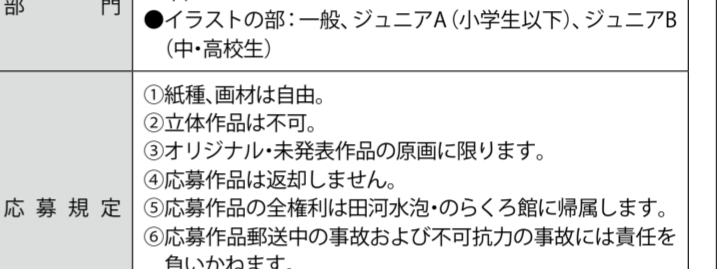 部門
●イラストの部：一般、ジュニアA（小学生以下）、ジュニアB
（中・高校生）
①紙種、画材は自由。
②立体作品は不可。
③オリジナル・未発表作品の原画に限ります。
④応募作品は返却しません。
応募規定
⑤応募作品の全権利は田河水泡・のらくろ館に帰属します。
⑥応募作品郵送中の事故および不可抗力の事故には責任を
負いかねます。